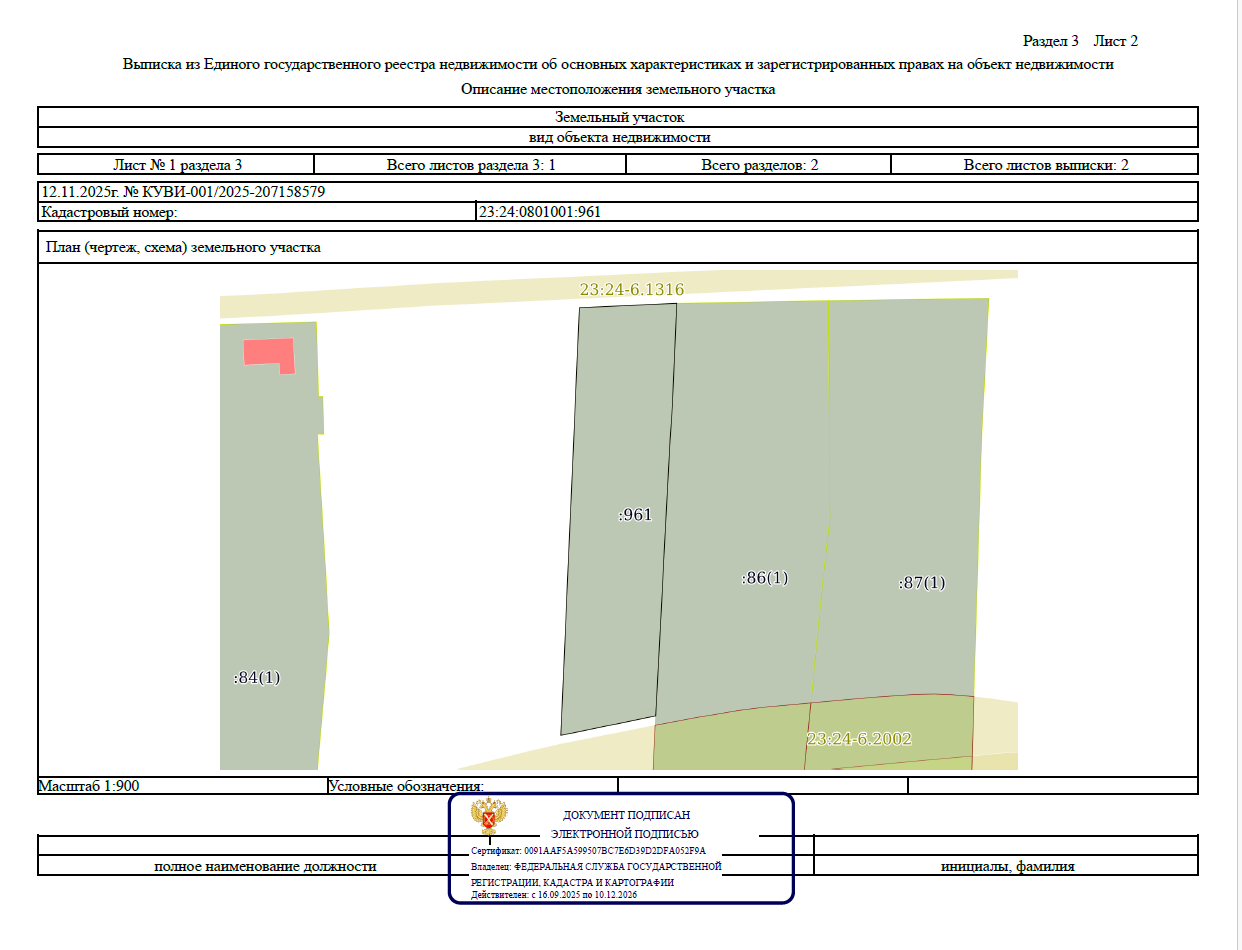 Раздел 3 Лист 2
Выписка из Единого государственного реестра недвижимости об основных характеристиках и зарегистрированных правах на объект недвижимости
Описание местоположения земельного участка
Земельный участок
вид объекта недвижимости
Лист № 1 раздела 3 Всего листов раздела 3: 1 Всего разделов: 2 Всего листов выписки: 2
12.11.2025г. № КУВИ-001/2025-207158579
Кадастровый номер: 23:24:0801001:961
План (чертеж, схема) земельного участка
23:24-6.1316
:961
:86(1)
:87(1)
:84(1)
23:24-6.2002
Масштаб 1:900 Условные обозначения:
ДОКУМЕНТ ПОДПИСАН
ЭЛЕКТРОННОЙ ПОДПИСЬЮ
Сертификат: 0091AAF5A599507BC7E6D39D2DFA052F9A
Владелец: ФЕДЕРАЛЬНАЯ СЛУЖБА ГОСУДАРСТВЕННОЙ
РЕГИСТРАЦИИ, КАДАСТРА И КАРТОГРАФИИ
Действителен: с 16.09.2025 по 10.12.2026
полное наименование должности инициалы, фамилия